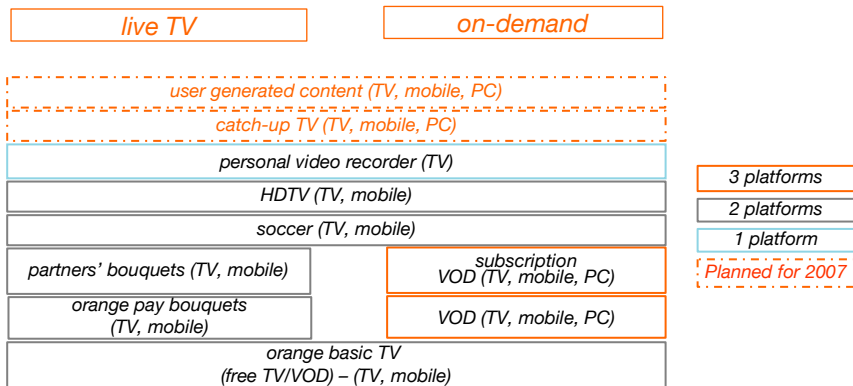 live TV
on-demand
user generated content (TV, mobile, PC)
catch-up TV (TV, mobile, PC)
personal video recorder (TV)
HDTV (TV, mobile)
soccer (TV, mobile)
partners' bouquets (TV, mobile)
subscription
VOD (TV, mobile, PC)
orange pay bouquets
(TV, mobile)
VOD (TV, mobile, PC)
orange basic TV
(free TV/VOD) – (TV, mobile)
3 platforms
2 platforms
1 platform
Planned for 2007